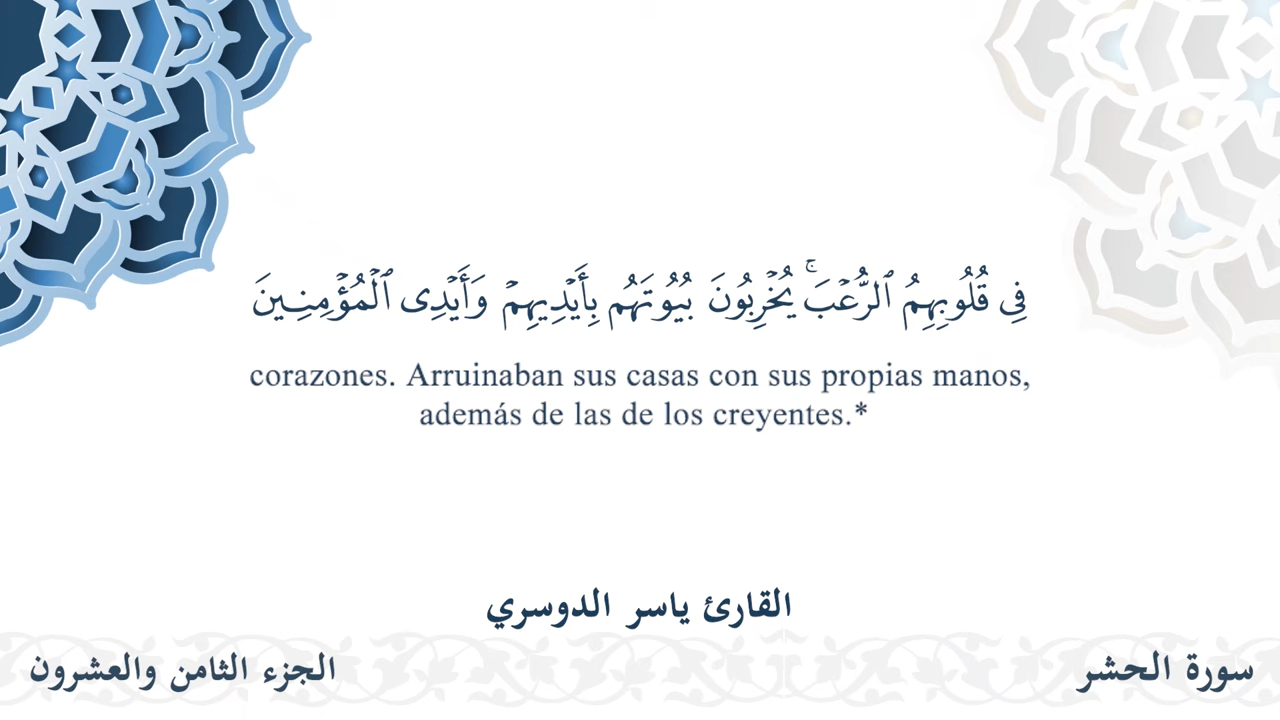 فِى قُلُوبِهِمُ ٱلرُّعْبَ ۚ يُخْرِبُونَ بُيُوتَهُم بِأَيْدِيهِمْ وَأَيْدِى ٱلْمُؤْمِنِينَ
corazones. Arruinaban sus casas con sus propias manos,
además de las de los creyentes.*
القارئ ياسر الدوسري
سورة الحشر
الجزء الثامن والعشرون